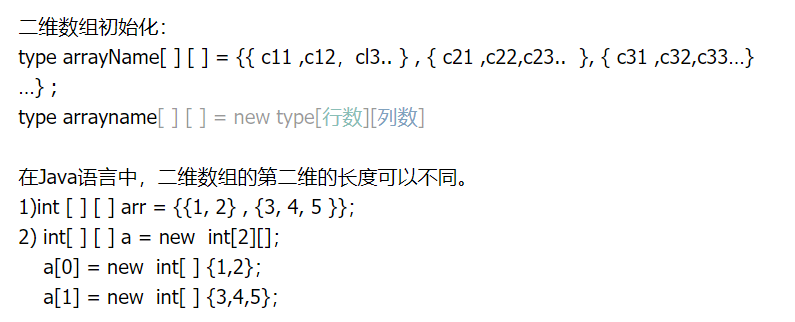 二维数组初始化：
type arrayName[ ] [ ] = {{ c11 ,c12，cl3.. } , { c21 ,c22,c23..  }, { c31 ,c32,c33…}
…} ;
type arrayname[ ] [ ] = new type[行数][列数]
在Java语言中，二维数组的第二维的长度可以不同。
1)int [ ] [ ] arr = {{1, 2} , {3, 4, 5 }};
2) int[ ] [ ] a = new  int[2][];
a[0] = new  int[ ] {1,2};
a[1] = new  int[ ] {3,4,5};